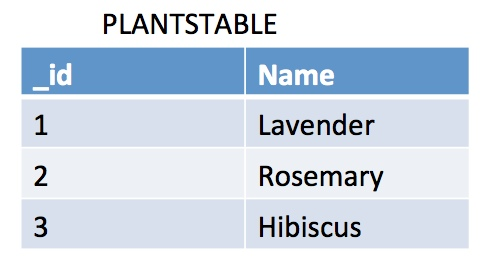 PLANTSTABLE
_id Name
1 Lavender
2 Rosemary
3 Hibiscus